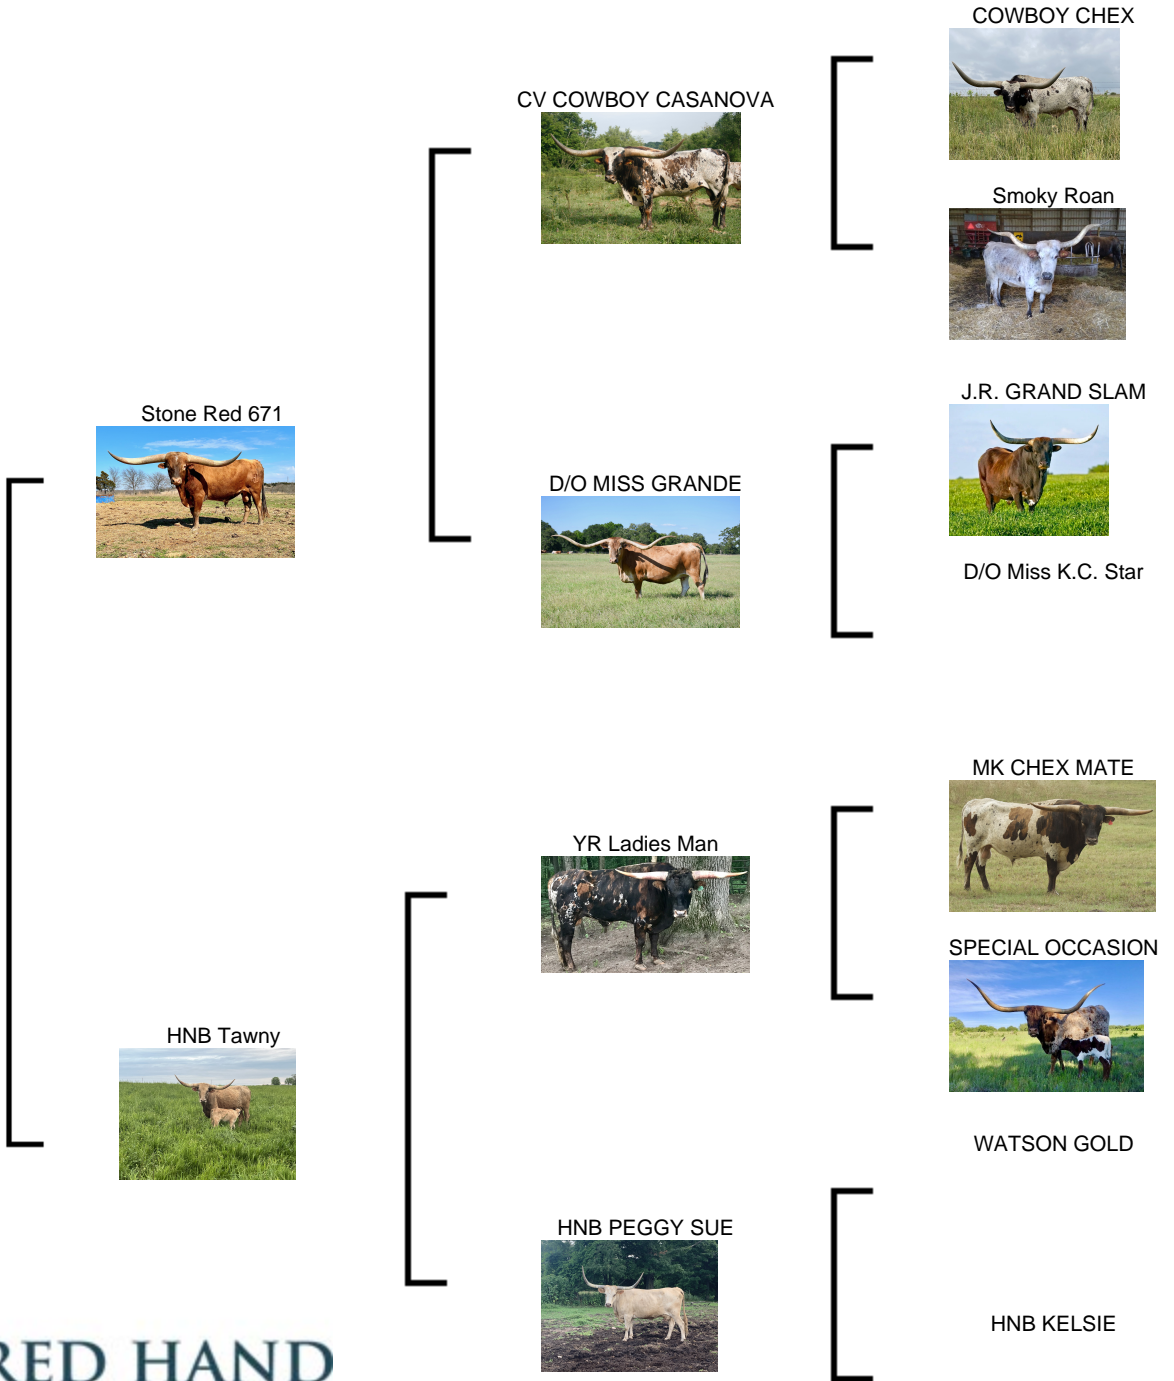 COWBOY CHEX
CV COWBOY CASANOVA
Smoky Roan
Stone Red 671
J.R. GRAND SLAM
D/O MISS GRANDE
D/O Miss K.C. Star
MK CHEX MATE
YR Ladies Man
SPECIAL OCCASION
HNB Tawny
WATSON GOLD
HNB PEGGY SUE
HNB KELSIE
RED HAND